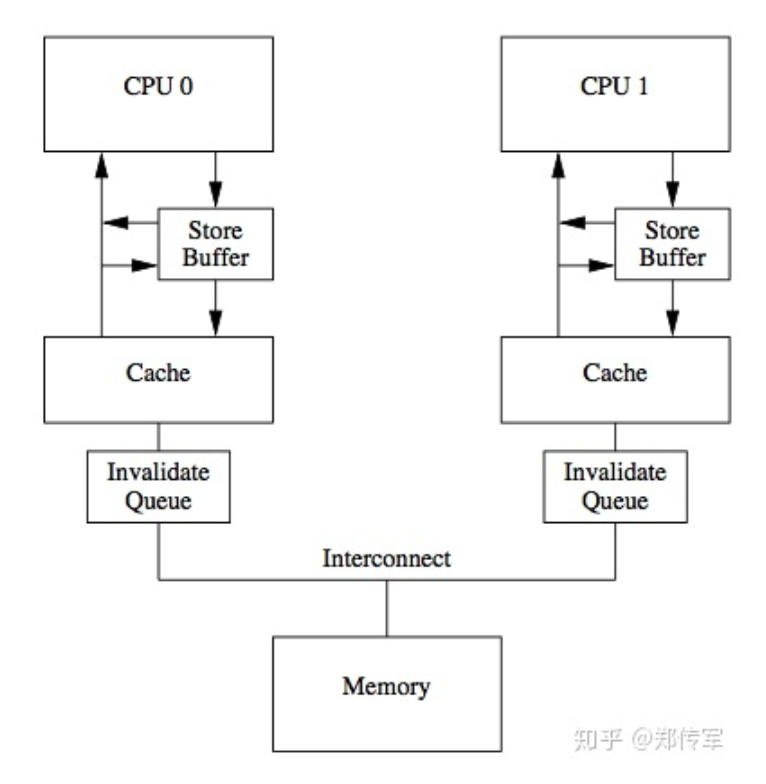 CPU 0
CPU 1
Store
Buffer
Store
Buffer
Cache
Cache
Invalidate
Queue
Invalidate
Queue
Interconnect
Memory
知乎 @郑传军